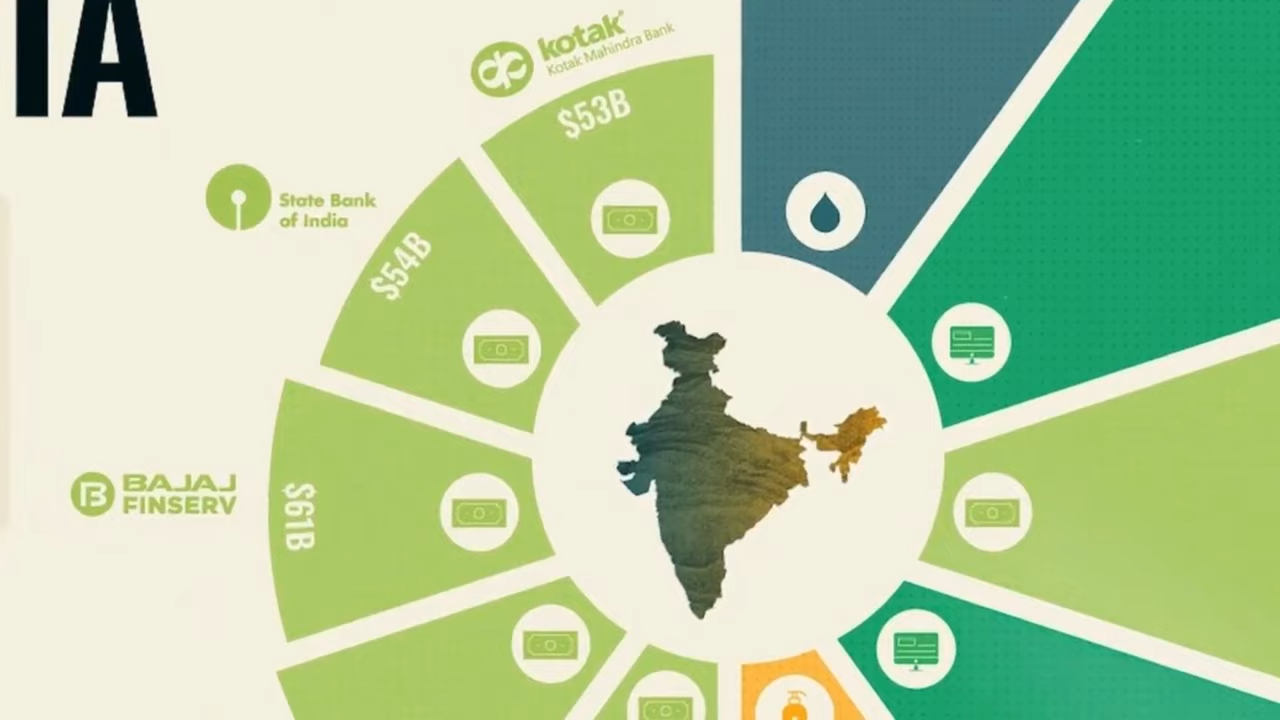 IA
kotak
Kotak Mahindra Bank
$53B
State Bank
of India
$54B
BAJAJ
FINSERV
$61B